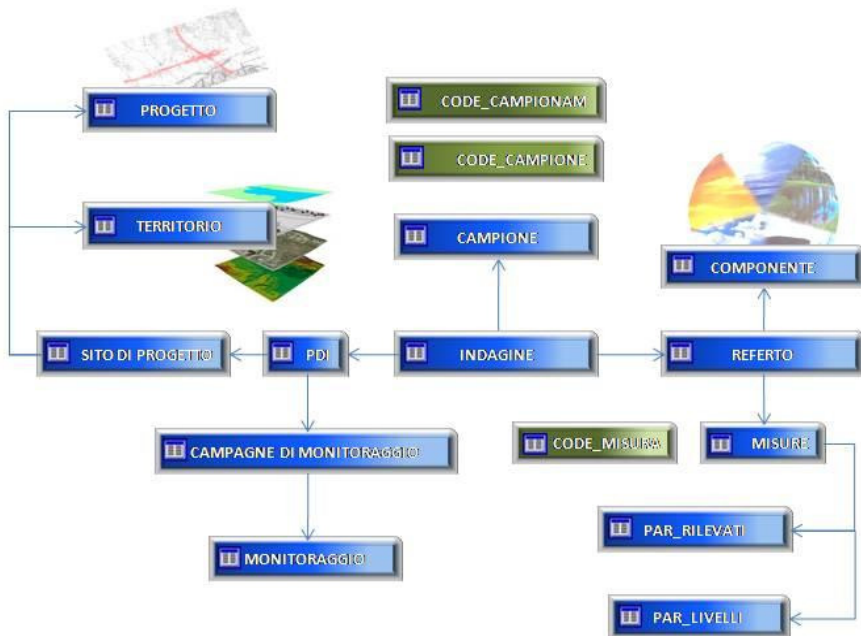 PROGETTO
CODE_CAMPIONAM
CODE_CAMPIONE
TERRITORIO
CAMPIONE
COMPONENTE
SITO DI PROGETTO
PDI
INDAGINE
REFERTO
CAMPAGNE DI MONITORAGGIO
CODE_MISURA
MISURE
PAR_RILEVATI
MONITORAGGIO
PAR_LIVELLI